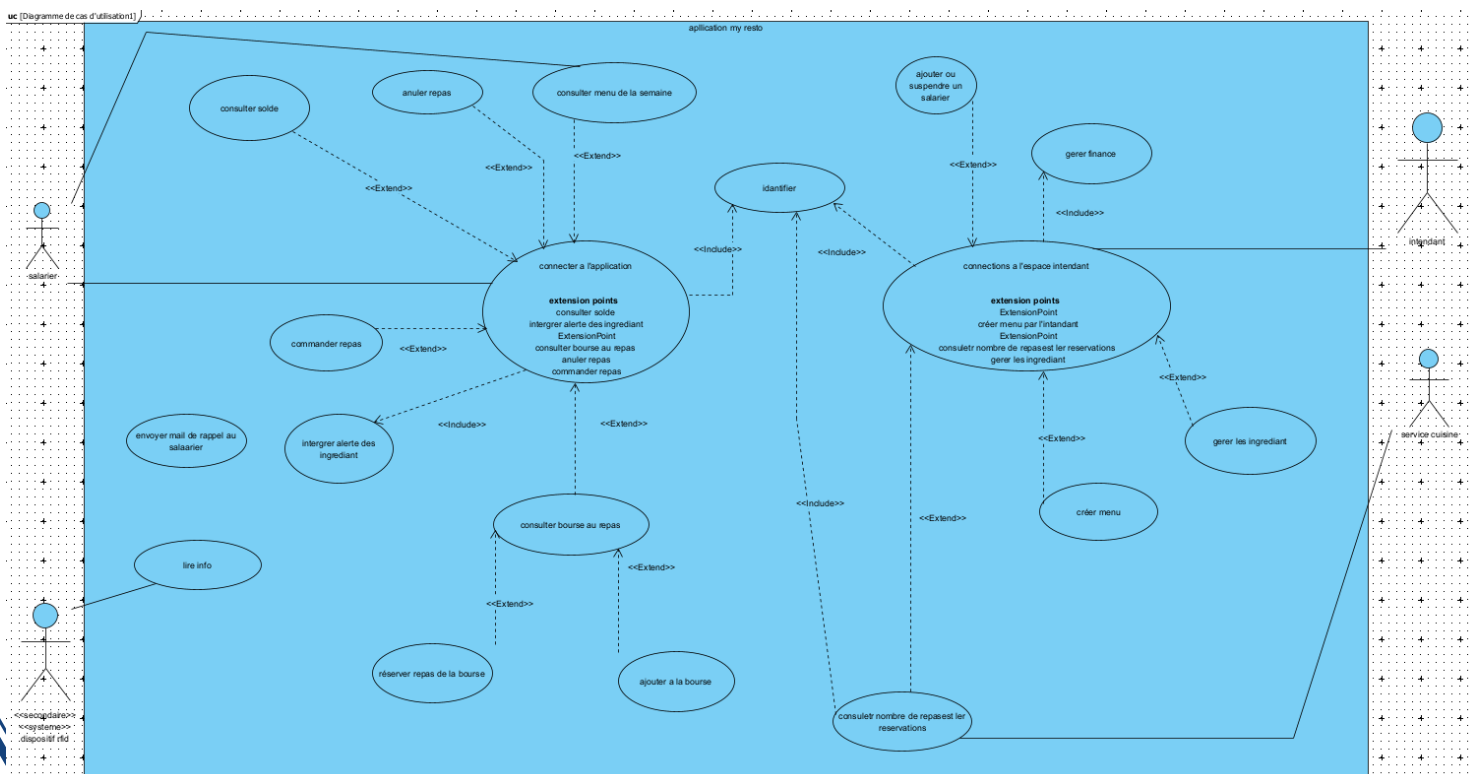 uc [Diagramme de cas d'utilisation1]
apllication my resto
consulter solde
anuler repas
consulter menu de la semaine
ajouter ou
suspendre un
salarier
gerer finance
idantifier
<<Extend>>
<<Extend>>
<<Extend>>
<<Extend>>
<<Include>>
<<Include>>
<<Include>>
salarier
intendant
connecter a l'application
extension points
consulter solde
intergrer alerte des ingrediant
ExtensionPoint
consulter bourse au repas
anuler repas
commander repas
connections a l'espace intendant
extension points
ExtensionPoint
créer menu par l'intandant
ExtensionPoint
consuletr nombre de repasest ler reservations
gerer les ingrediant
commander repas
<<Extend>>
<<Extend>>
service cuisine
envoyer mail de rappel au
salaarier
intergrer alerte des
ingrediant
<<Include>>
<<Extend>>
<<Extend>>
gerer les ingrediant
<<Include>>
<<Extend>>
créer menu
consulter bourse au repas
lire info
<<Extend>>
<<Extend>>
réserver repas de la bourse
ajouter a la bourse
consuletr nombre de repasest ler
reservations
<<secondaire>>
<<systeme>>
dispositif rfid